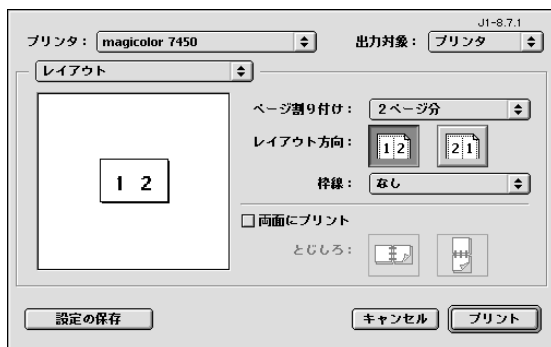 J1-8.7.1
プリンタ： magicolor 7450 出力対象： プリンタ
レイアウト
ページ割り付け： 2ページ分
レイアウト方向： 1 2 2 1
1 2
枠線： なし
両面にプリント
とじしろ：
設定の保存 キャンセル プリント